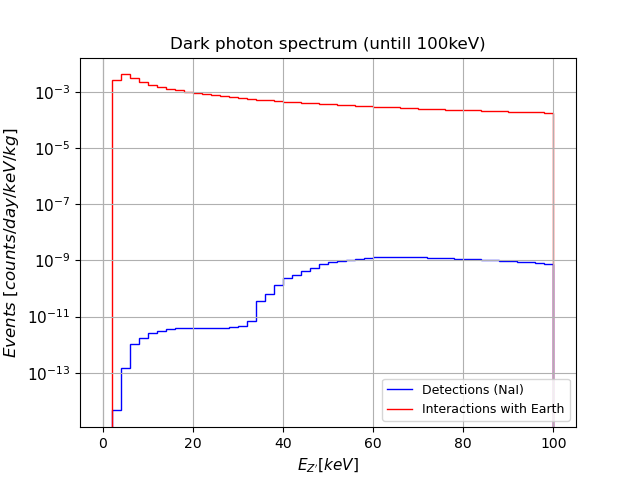 Dark photon spectrum (untill 100keV)
Events [counts/day/keV/kg]
10⁻³
10⁻⁵
10⁻⁷
10⁻⁹
10⁻¹¹
10⁻¹³
Detections (NaI)
Interactions with Earth
0 20 40 60 80 100
E_Z' [keV]